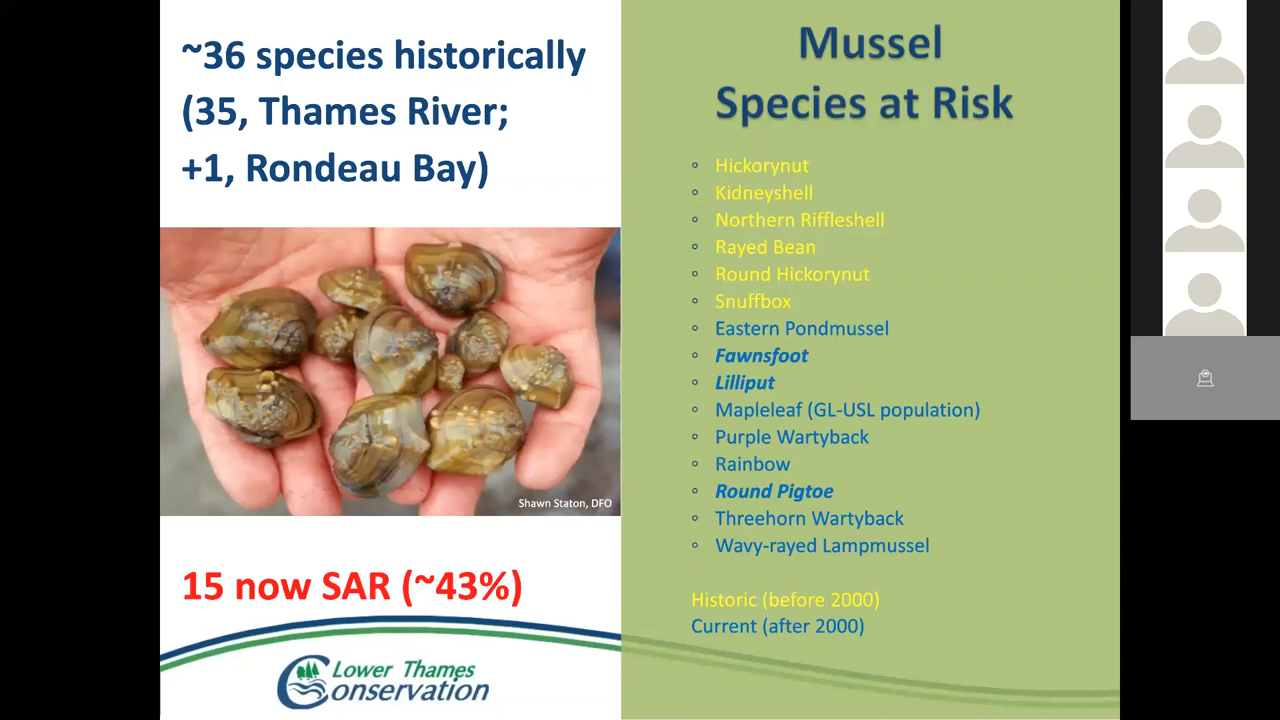 ~36 species historically
(35, Thames River;
+1, Rondeau Bay)
Shawn Staton, DFO
15 now SAR (~43%)
Lower Thames
Conservation
Mussel
Species at Risk
◦ Hickorynut
◦ Kidneyshell
◦ Northern Riffleshell
◦ Rayed Bean
◦ Round Hickorynut
◦ Snuffbox
◦ Eastern Pondmussel
◦ Fawnsfoot
◦ Lilliput
◦ Mapleleaf (GL-USL population)
◦ Purple Wartyback
◦ Rainbow
◦ Round Pigtoe
◦ Threehorn Wartyback
◦ Wavy-rayed Lampmussel
Historic (before 2000)
Current (after 2000)